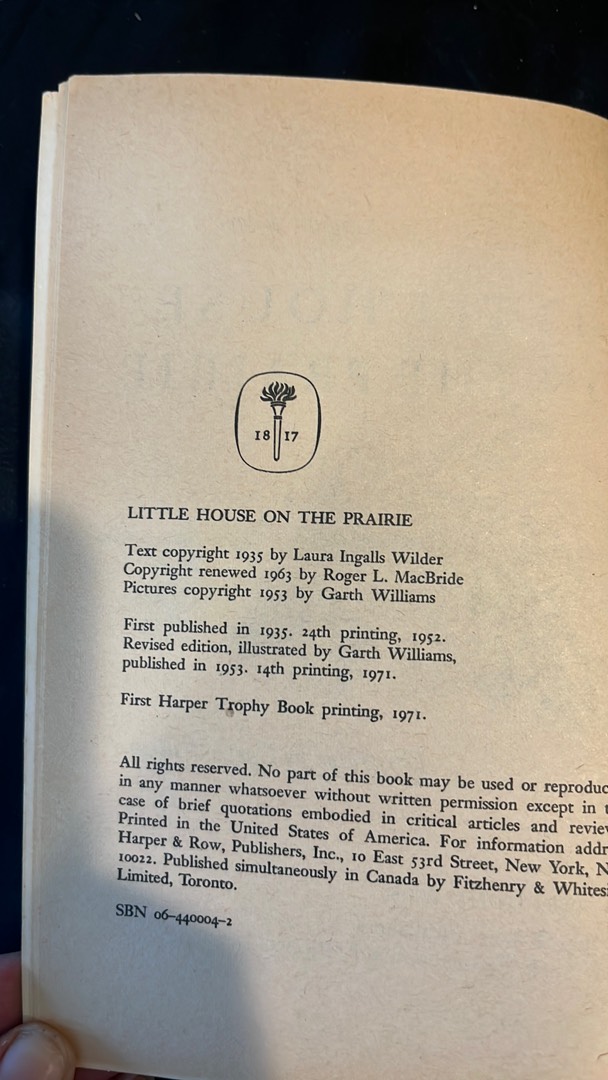 18 17
LITTLE HOUSE ON THE PRAIRIE
Text copyright 1935 by Laura Ingalls Wilder
Copyright renewed 1963 by Roger L. MacBride
Pictures copyright 1953 by Garth Williams
First published in 1935. 24th printing, 1952.
Revised edition, illustrated by Garth Williams,
published in 1953. 14th printing, 1971.
First Harper Trophy Book printing, 1971.
All rights reserved. No part of this book may be used or reproduc
in any manner whatsoever without written permission except in t
case of brief quotations embodied in critical articles and review
Printed in the United States of America. For information addr
Harper & Row, Publishers, Inc., 10 East 53rd Street, New York, N
10022. Published simultaneously in Canada by Fitzhenry & Whitesi
Limited, Toronto.
SBN 06-440004-2